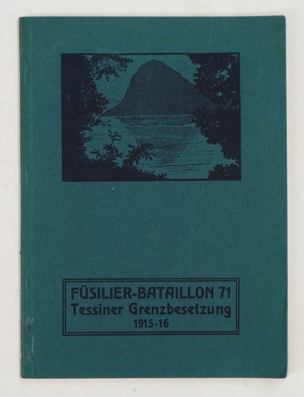 FÜSILIER-BATAILLON 71
Tessiner Grenzbesetzung
1915-16